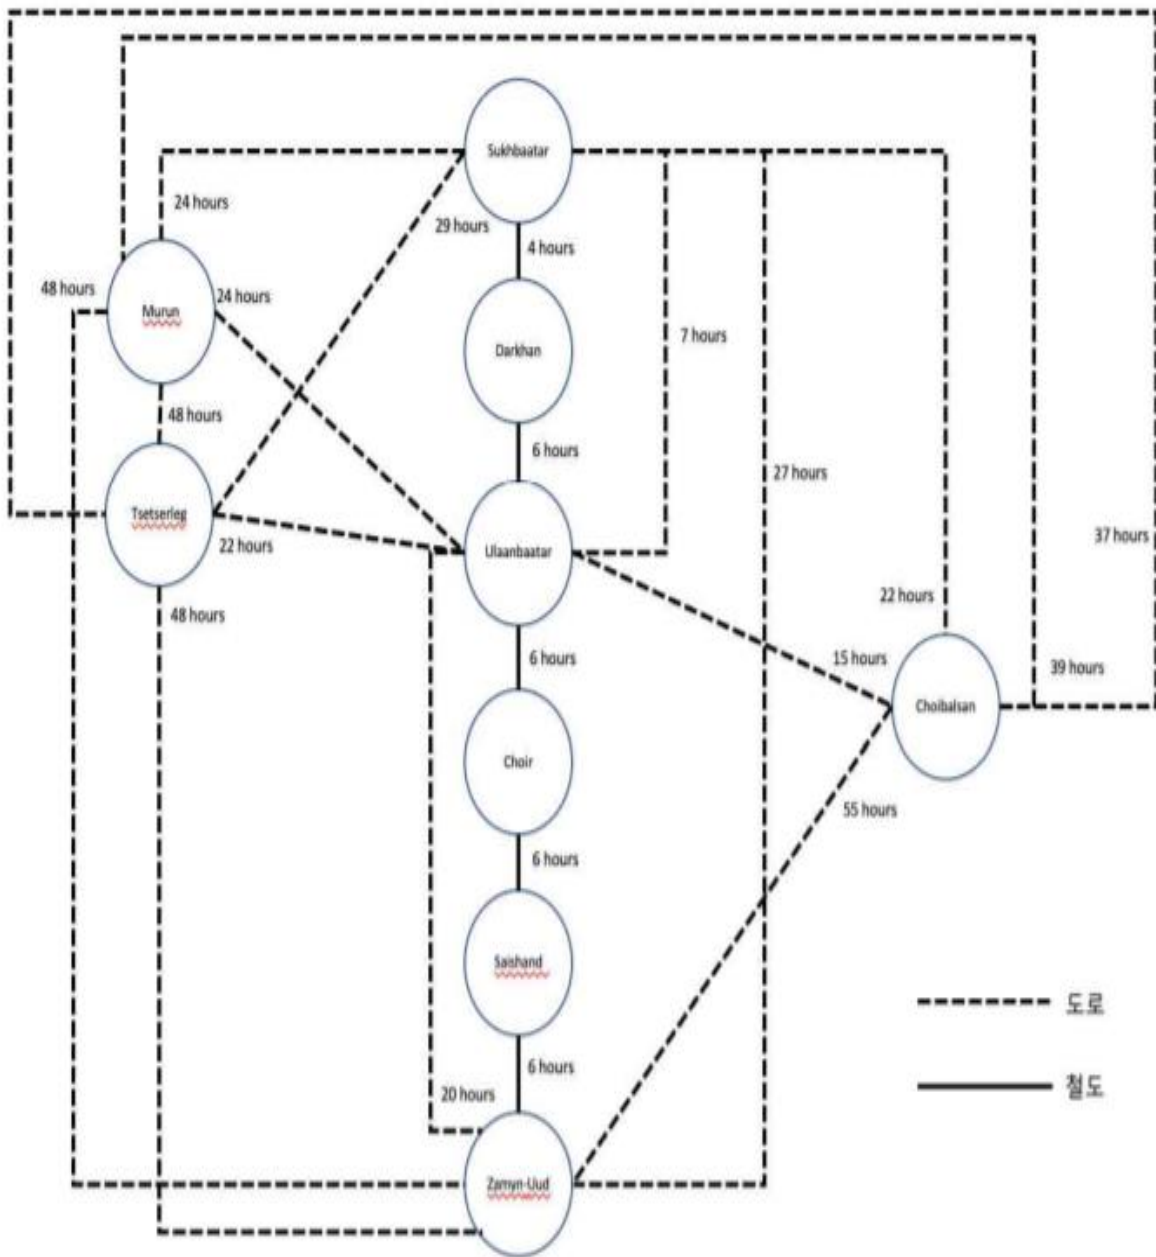 Sukhbaatar
24 hours
29 hours
4 hours
48 hours
24 hours
Murun
Darkhan
7 hours
48 hours
6 hours
27 hours
Tsetserleg
22 hours
Ulaanbaatar
37 hours
48 hours
22 hours
6 hours
15 hours
39 hours
Choibalsan
Choir
55 hours
6 hours
Saishand
도로
6 hours
20 hours
철도
Zamyn-Uud